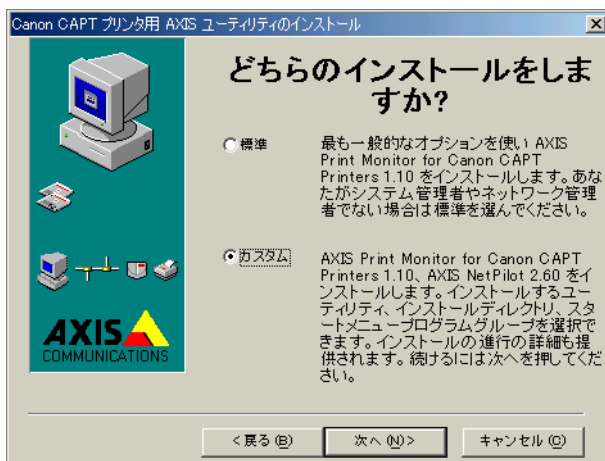 Canon CAPT プリンタ用 AXIS ユーティリティのインストール
どちらのインストールをしま
すか?
標準
最も一般的なオプションを使い AXIS
Print Monitor for Canon CAPT
Printers 1.10 をインストールします。あな
たがシステム管理者やネットワーク管理
者でない場合は標準を選んでください。
カスタム
AXIS Print Monitor for Canon CAPT
Printers 1.10、AXIS NetPilot 2.60 をイ
ンストールします。インストールするユー
ティリティ、インストールディレクトリ、スタ
ートメニュープログラムグループを選択で
きます。インストールの進行の詳細も提
供されます。続けるには次へを押してくだ
さい。
AXIS
COMMUNICATIONS
<戻る(B)
次へ(N)>
キャンセル(C)